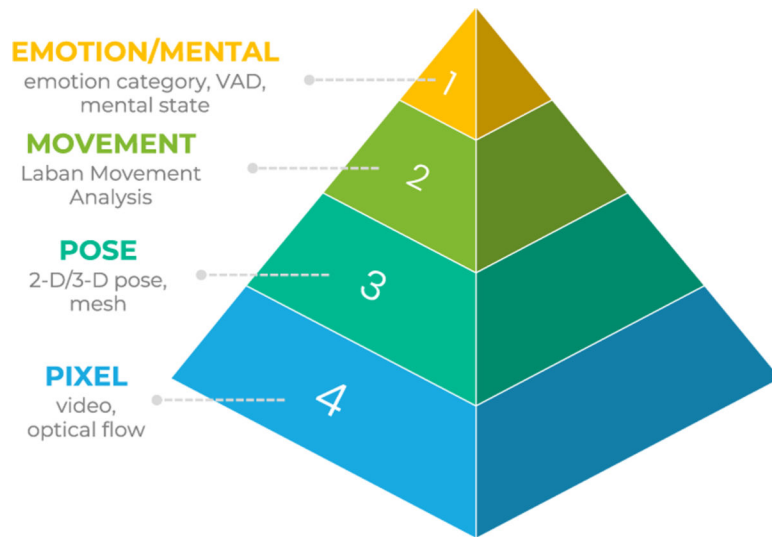 EMOTION/MENTAL
emotion category, VAD,
mental state
1
MOVEMENT
Laban Movement
Analysis
2
POSE
2-D/3-D pose,
mesh
3
PIXEL
video,
optical flow
4